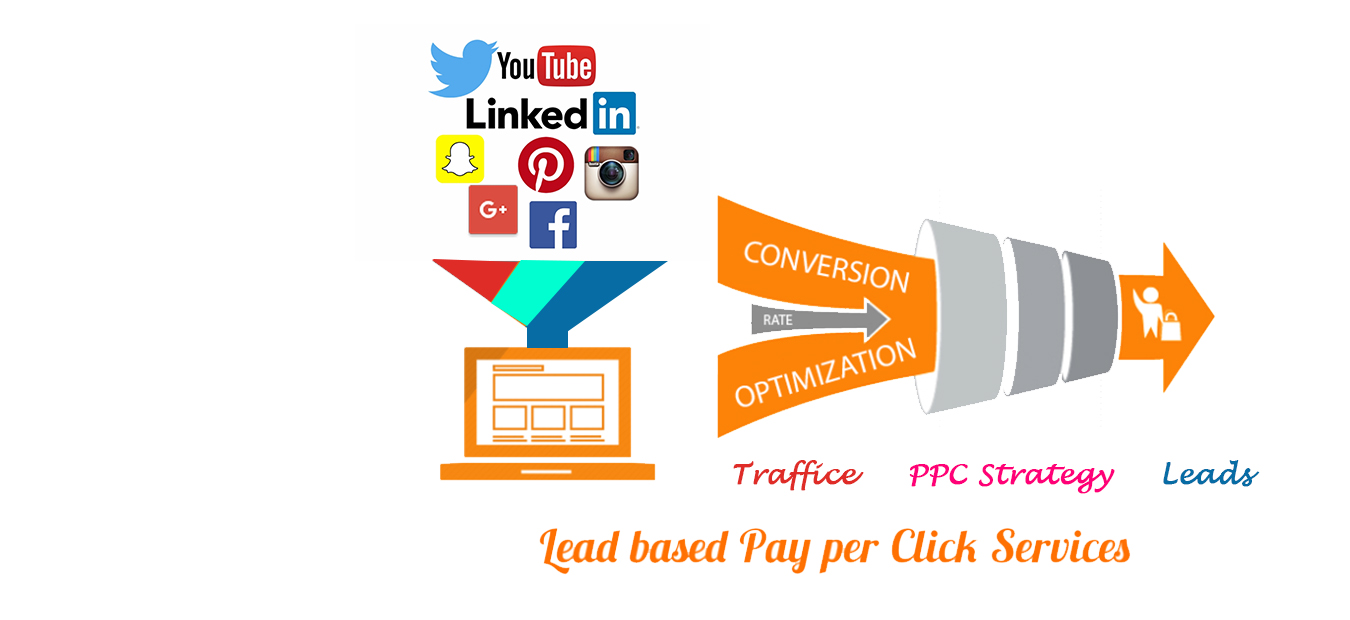 YouTube
Linkedin
G+
f
CONVERSION
RATE
OPTIMIZATION
Traffice PPC Strategy Leads
Lead based Pay per Click Services